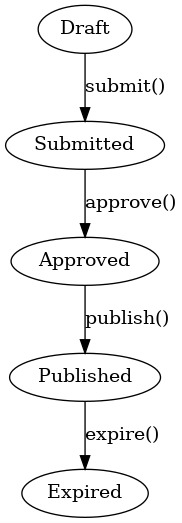 Draft
submit()
Submitted
approve()
Approved
publish()
Published
expire()
Expired